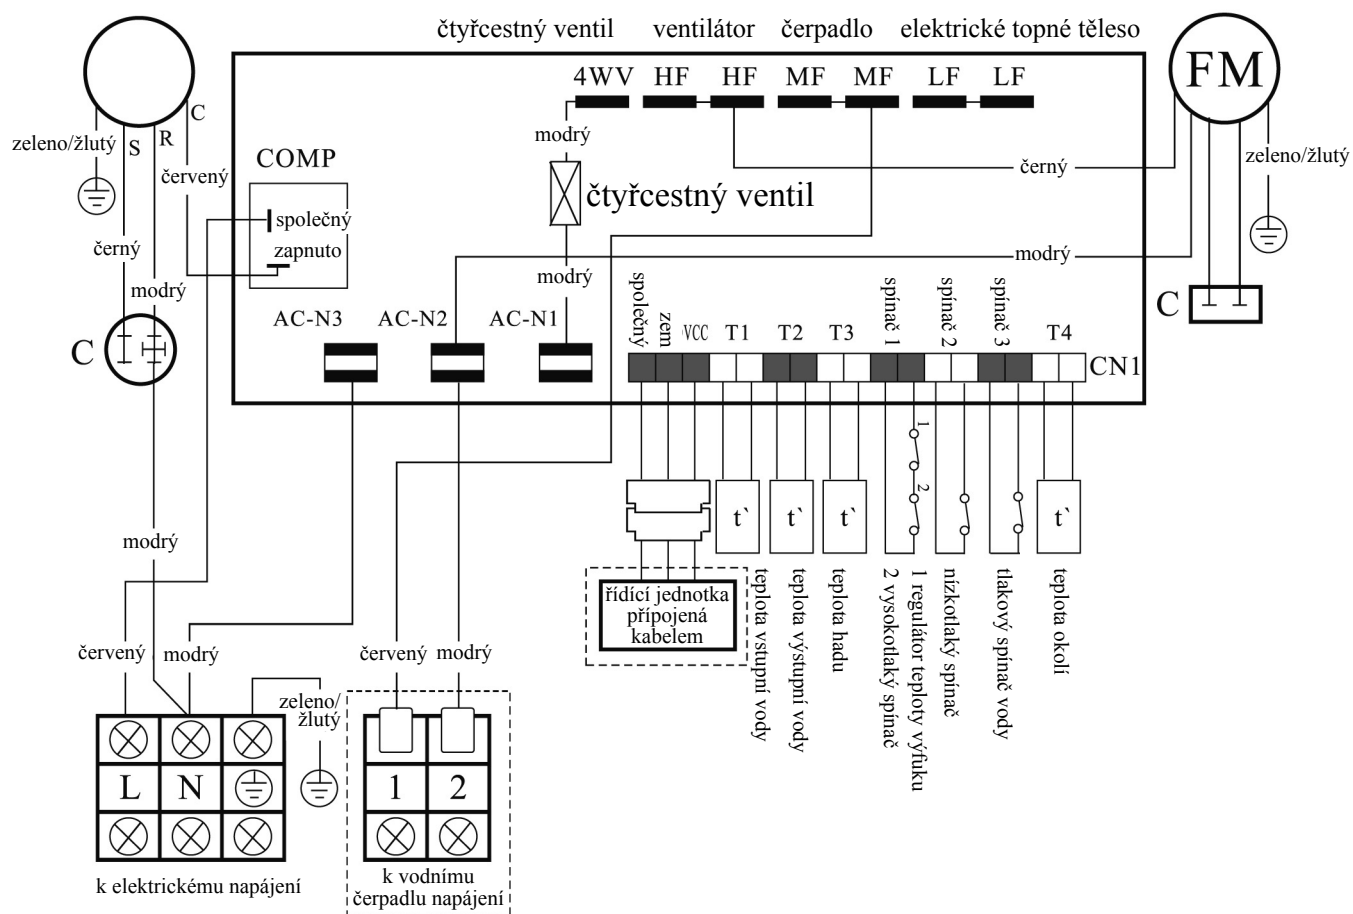 čtyřcestný ventil
ventilátor
čerpadlo
elektrické topné těleso
4WV
HF
HF
MF
MF
LF
LF
FM
zeleno/žlutý
S
R
C
červený
modrý
COMP
společný
zapnuto
čtyřcestný ventil
černý
zeleno/žlutý
černý
modrý
modrý
modrý
C
C
AC-N3
AC-N2
AC-N1
společný
zem
VCC
T1
T2
T3
spínač 1
spínač 2
spínač 3
T4
CN1
1
2
t`
t`
t`
t`
modrý
řídící jednotka
přípojená
kabelem
teplota vstupní vody
teplota výstupní vody
teplota hadu
2 vysokotlaký spínač
1 regulátor teploty výfuku
nízkotlaký spínač
tlakový spínač vody
teplota okolí
červený
modrý
červený
modrý
zeleno/
žlutý
L
N
1
2
k elektrickému napájení
k vodnímu
čerpadlu napájení